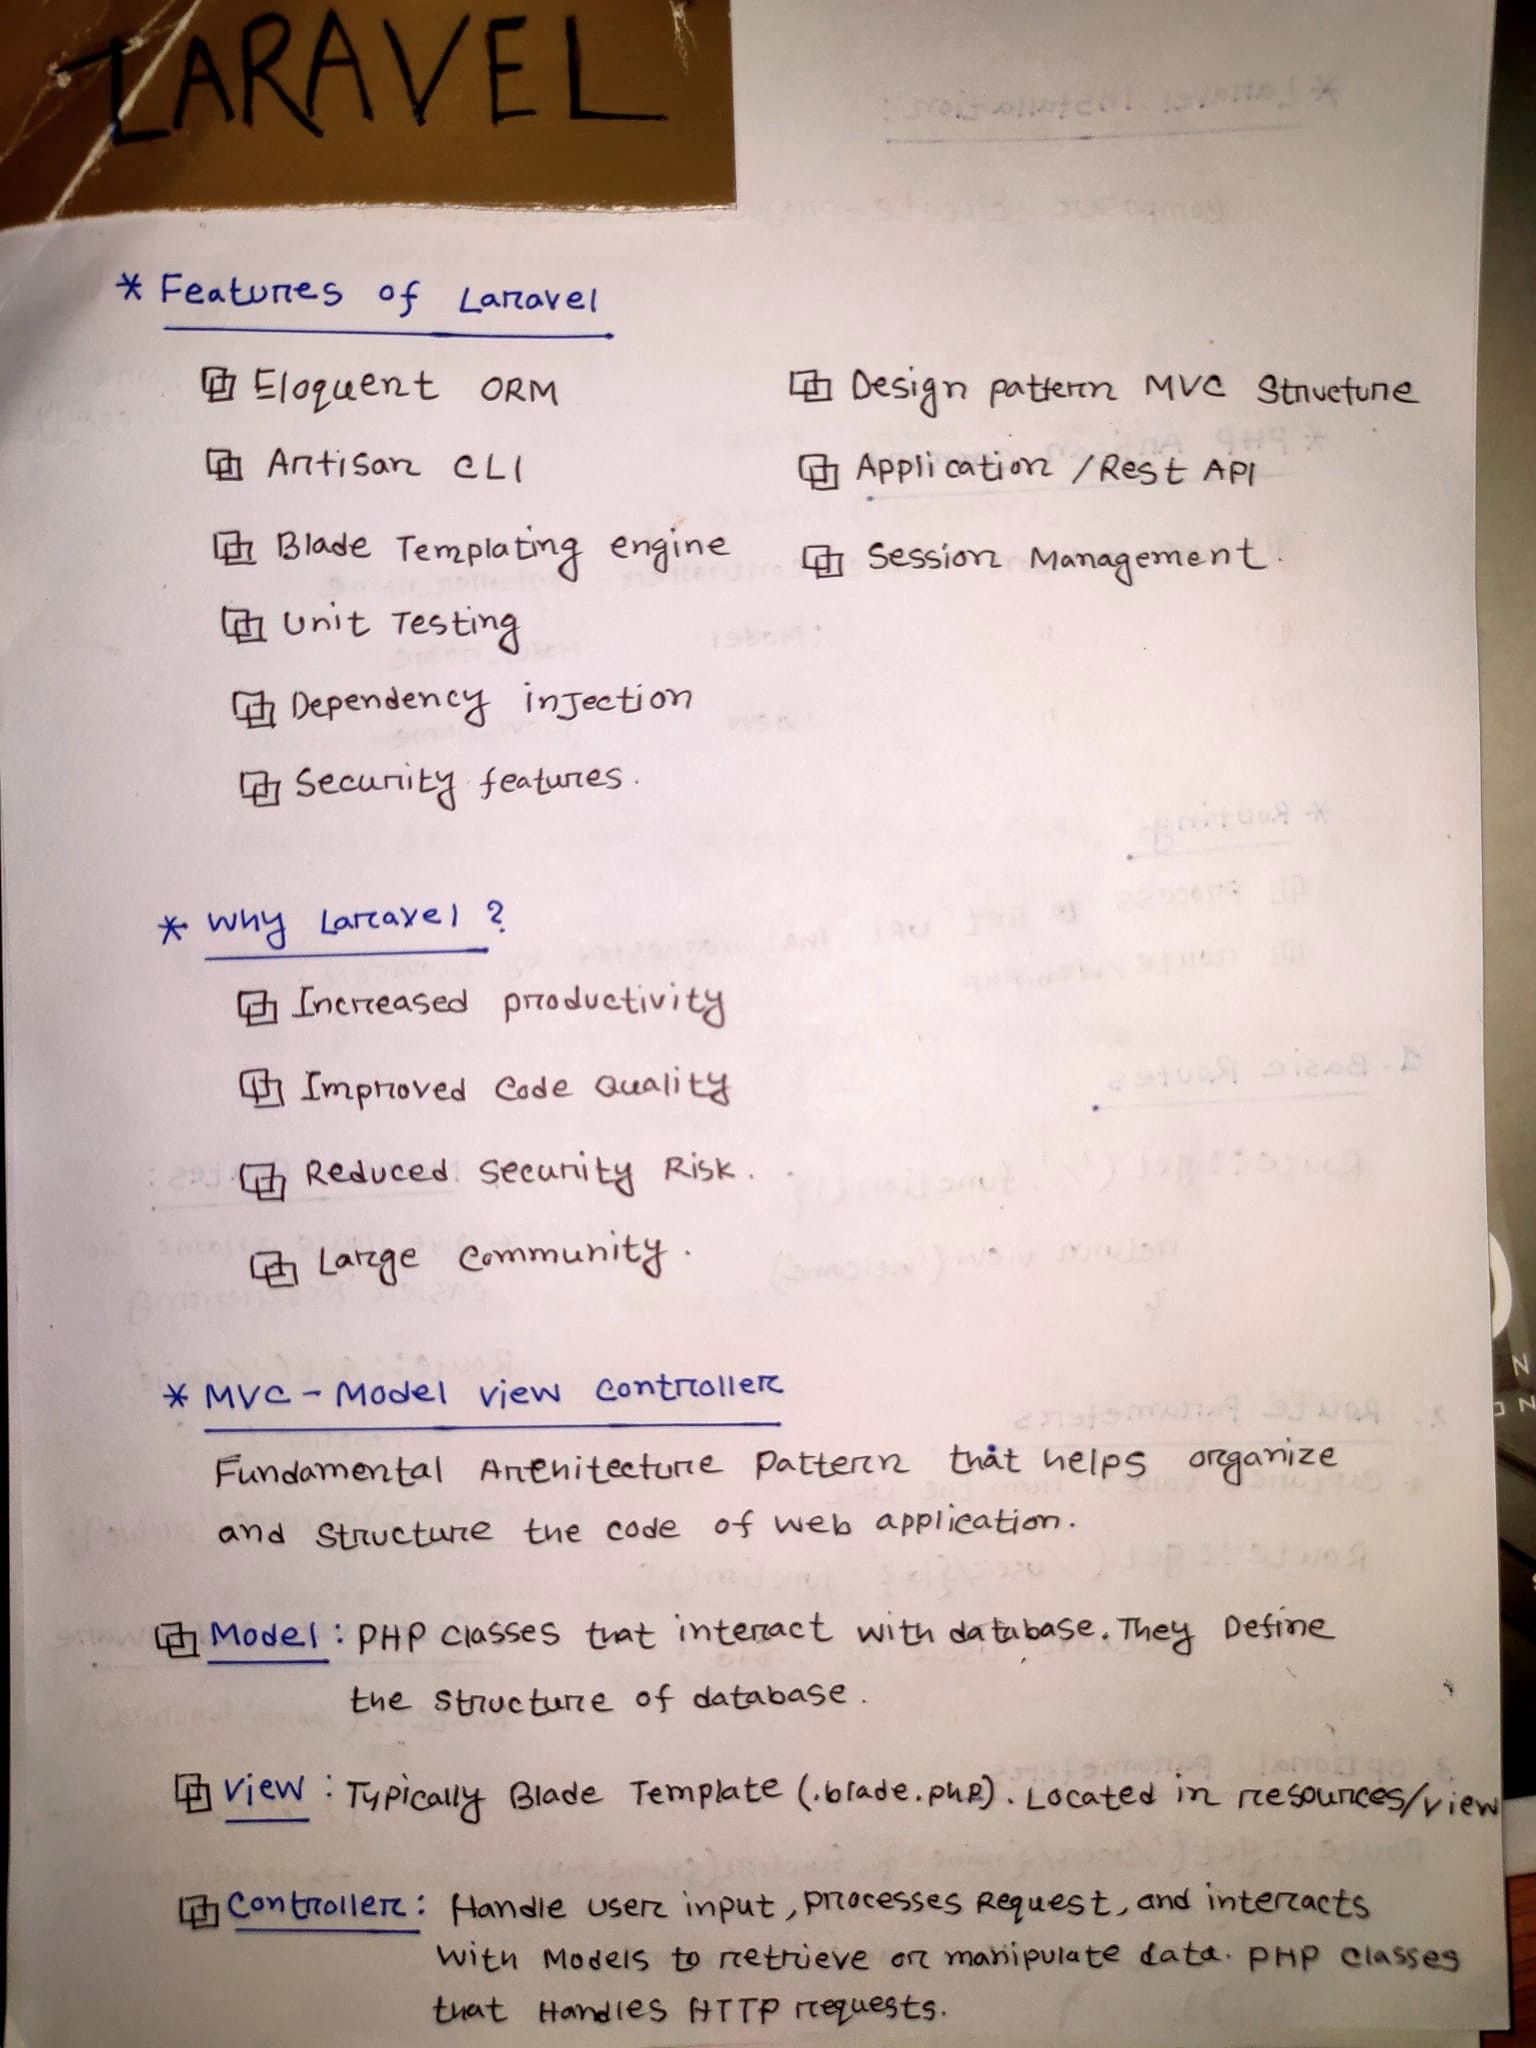 LARAVEL
* Features of Laravel
Eloquent ORM
Artisan CLI
Blade Templating engine
Unit Testing
Dependency injection
Security features.
Design pattern MVC Structure
Application / Rest API
Session Management.
* Why Laravel ?
Increased productivity
Improved Code Quality
Reduced Security Risk.
Large Community.
* MVC - Model view controller
Fundamental Architecture Pattern that helps organize
and structure the code of web application.
Model : PHP classes that interact with database. They Define
the structure of database.
view : Typically Blade Template (.blade.php). Located in resources/view
Controller : Handle user input, processes Request, and interacts
with Models to retrieve or manipulate data. PHP classes
that Handles HTTP requests.